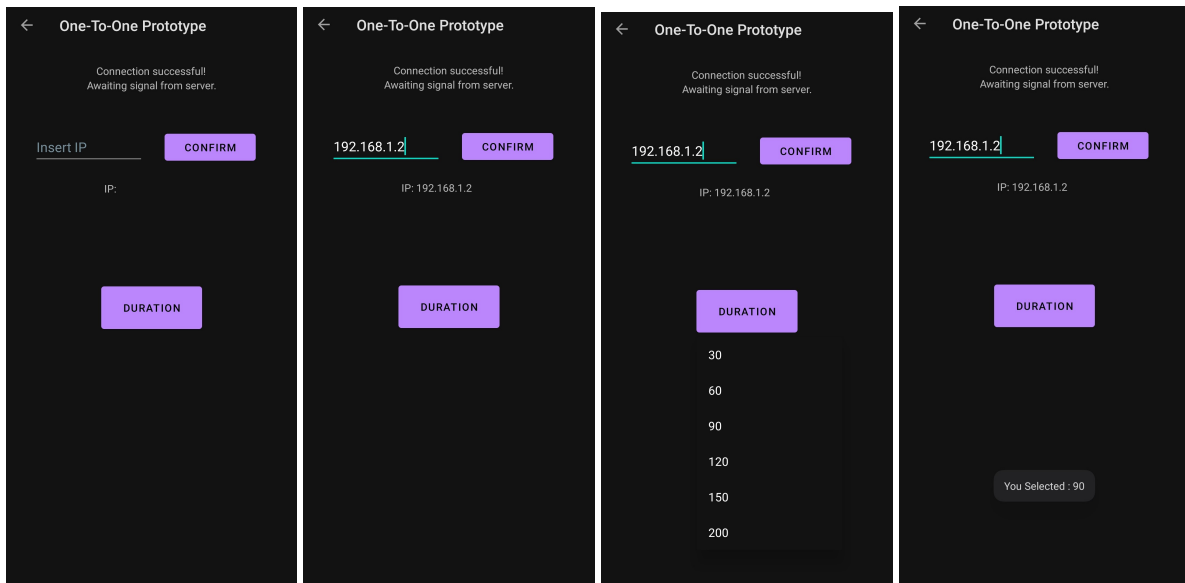 One-To-One Prototype
Connection successful!
Awaiting signal from server.
Insert IP
CONFIRM
IP:
DURATION
One-To-One Prototype
Connection successful!
Awaiting signal from server.
192.168.1.2
CONFIRM
IP: 192.168.1.2
DURATION
One-To-One Prototype
Connection successful!
Awaiting signal from server.
192.168.1.2
CONFIRM
IP: 192.168.1.2
DURATION
30
60
90
120
150
200
One-To-One Prototype
Connection successful!
Awaiting signal from server.
192.168.1.2
CONFIRM
IP: 192.168.1.2
DURATION
You Selected : 90